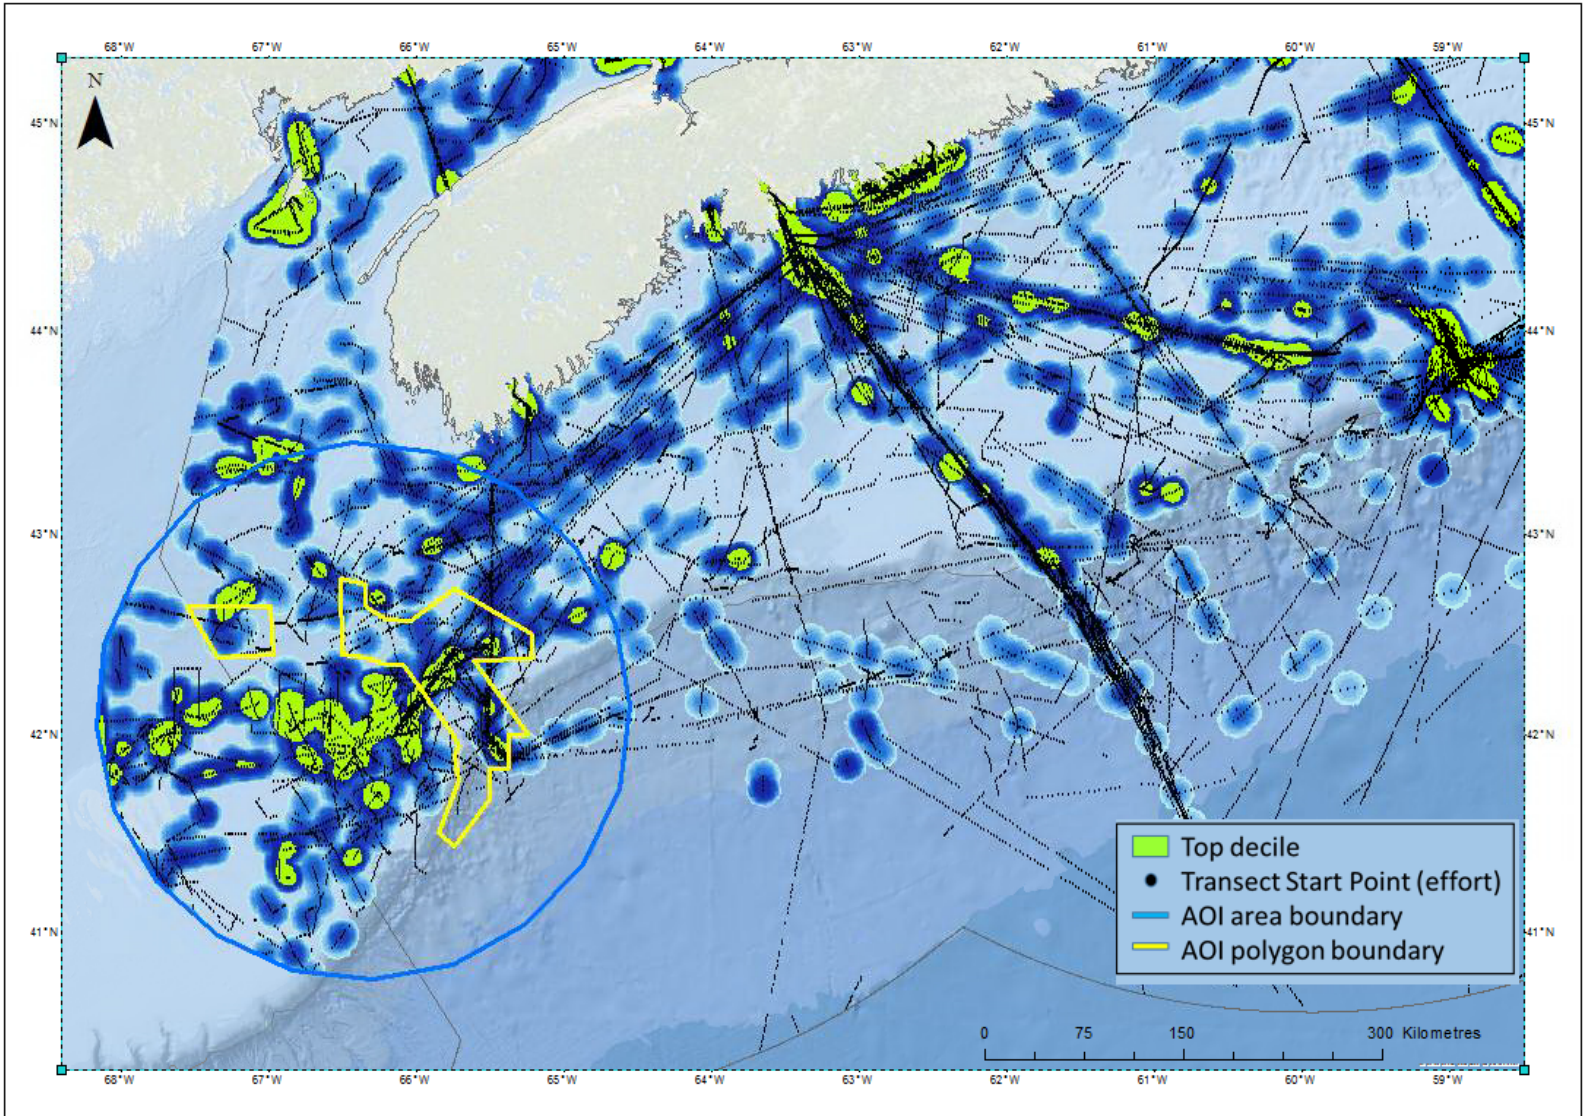 68°W 67°W 66°W 65°W 64°W 63°W 62°W 61°W 60°W 59°W
N
45°N 45°N
44°N 44°N
43°N 43°N
42°N 42°N
Top decile
Transect Start Point (effort)
AOI area boundary
41°N 41°N
AOI polygon boundary
0 75 150 300 Kilometres
68°W 67°W 66°W 65°W 64°W 63°W 62°W 61°W 60°W 59°W